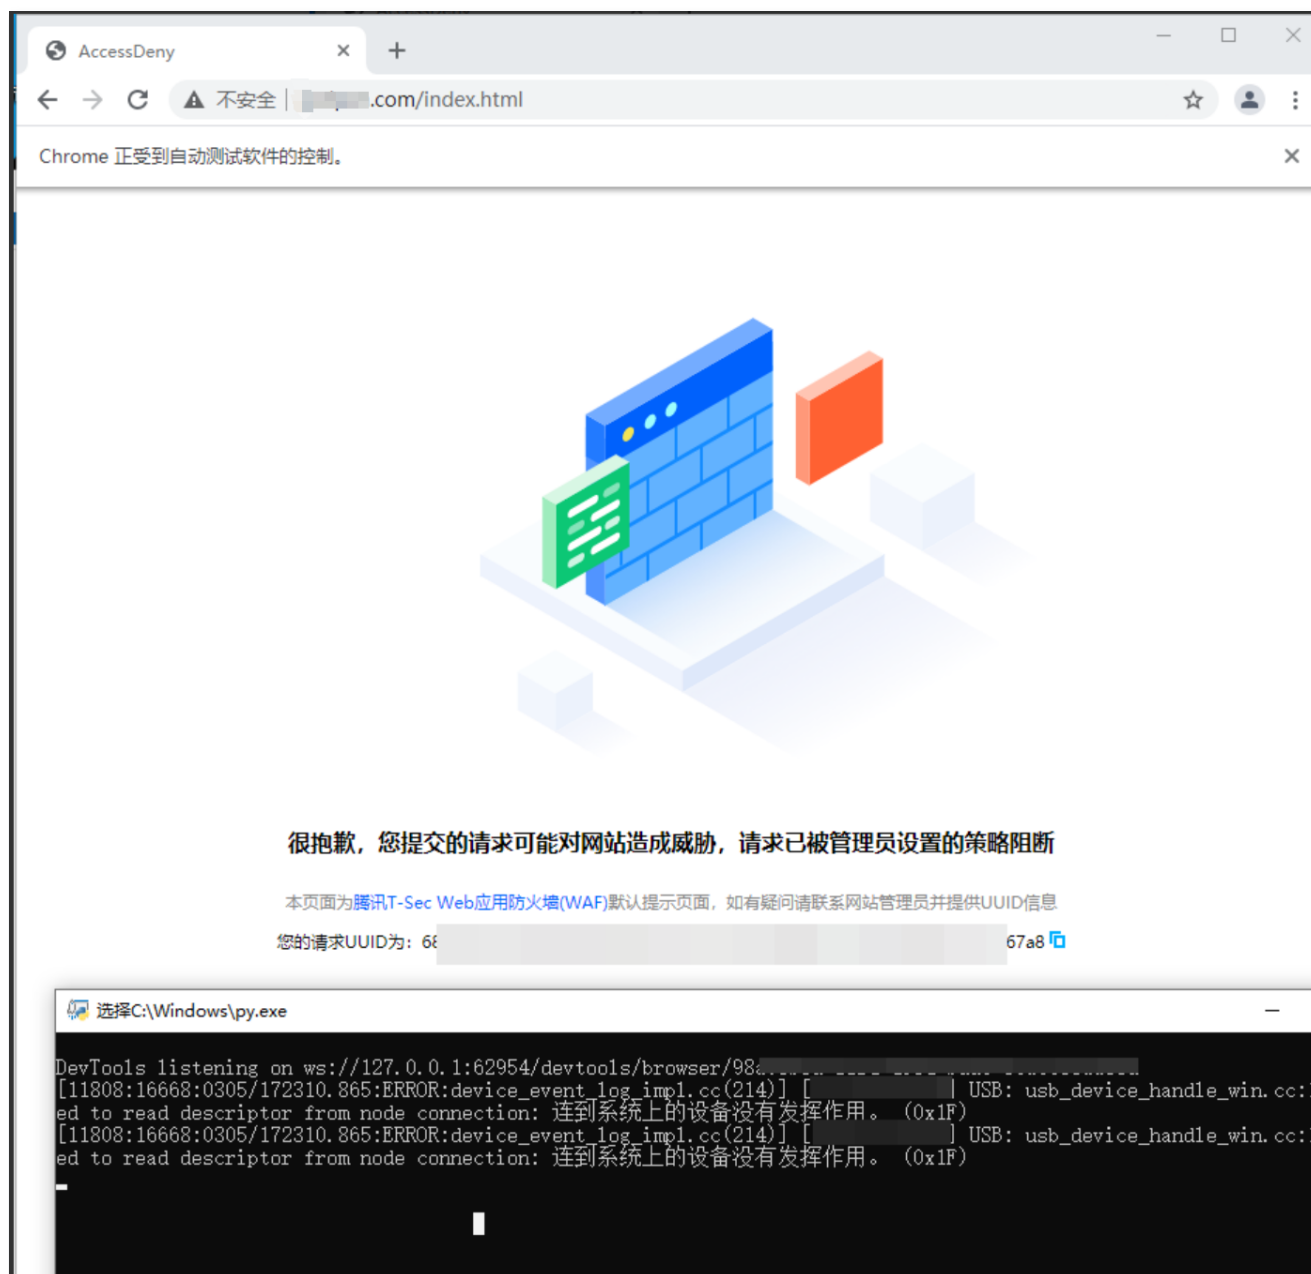 AccessDeny
不安全 .com/index.html
Chrome 正受到自动测试软件的控制。
很抱歉，您提交的请求可能对网站造成威胁，请求已被管理员设置的策略阻断
本页面为腾讯T-Sec Web应用防火墙(WAF)默认提示页面，如有疑问请联系网站管理员并提供UUID信息
您的请求UUID为：68 67a8
选择C:\Windows\py.exe
DevTools listening on ws://127.0.0.1:62954/devtools/browser/98
[11808:16668:0305/172310.865:ERROR:device_event_log_impl.cc(214)] [ ] USB: usb_device_handle_win.cc:
ed to read descriptor from node connection: 连到系统上的设备没有发挥作用。 (0x1F)
[11808:16668:0305/172310.865:ERROR:device_event_log_impl.cc(214)] [ ] USB: usb_device_handle_win.cc:
ed to read descriptor from node connection: 连到系统上的设备没有发挥作用。 (0x1F)